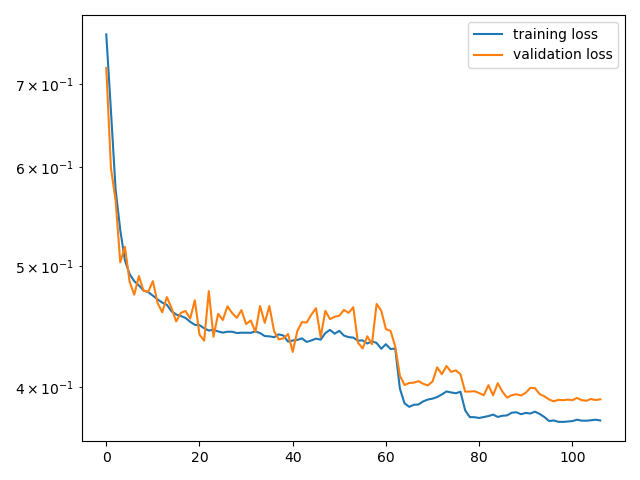 training loss
validation loss
7 × 10⁻¹
6 × 10⁻¹
5 × 10⁻¹
4 × 10⁻¹
0 20 40 60 80 100